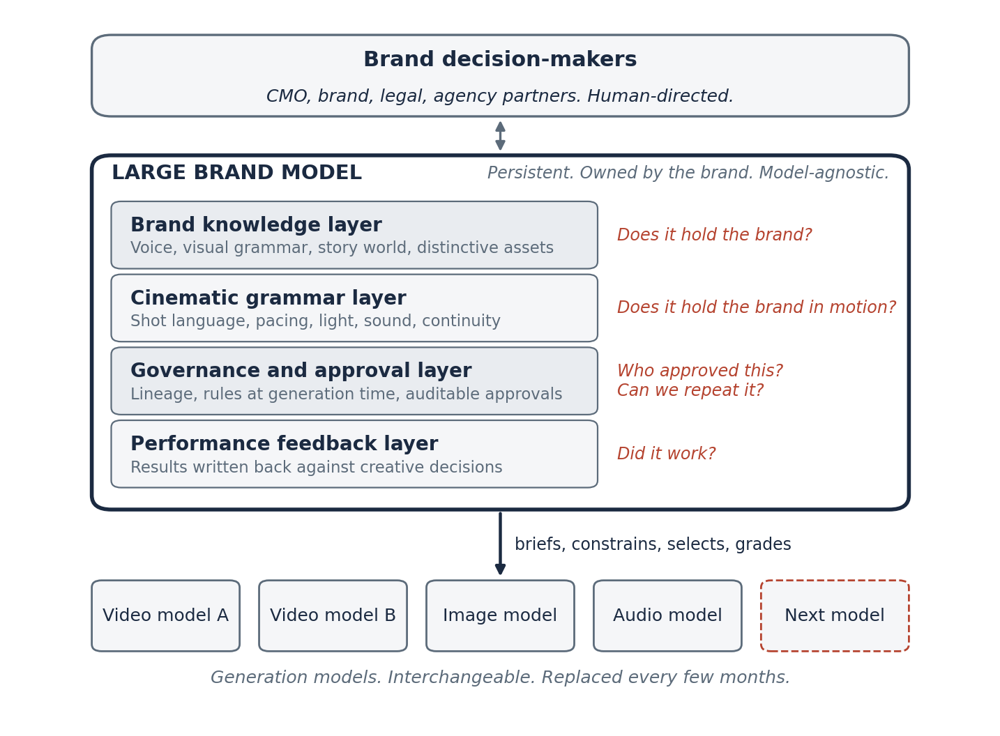 Brand decision-makers
CMO, brand, legal, agency partners. Human-directed.
LARGE BRAND MODEL
Persistent. Owned by the brand. Model-agnostic.
Brand knowledge layer
Voice, visual grammar, story world, distinctive assets
Does it hold the brand?
Cinematic grammar layer
Shot language, pacing, light, sound, continuity
Does it hold the brand in motion?
Governance and approval layer
Lineage, rules at generation time, auditable approvals
Who approved this?
Can we repeat it?
Performance feedback layer
Results written back against creative decisions
Did it work?
briefs, constrains, selects, grades
Video model A
Video model B
Image model
Audio model
Next model
Generation models. Interchangeable. Replaced every few months.